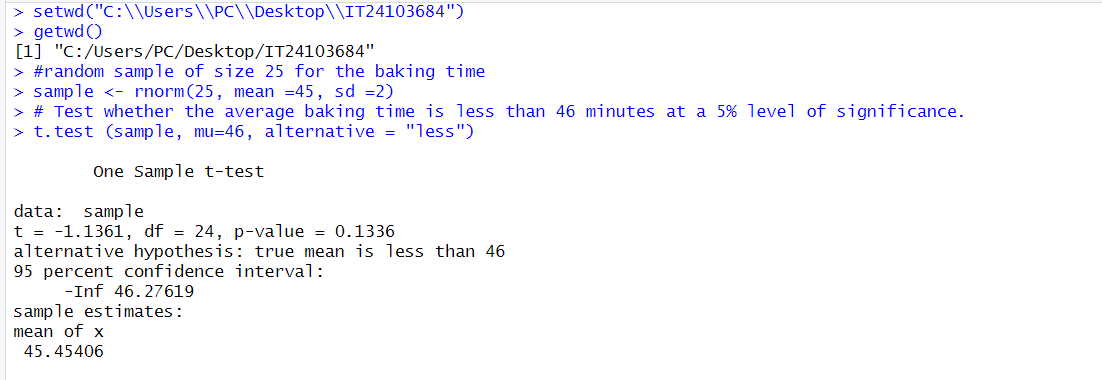 > setwd("C:\\Users\\PC\\Desktop\\IT24103684")
> getwd()
[1] "C:/Users/PC/Desktop/IT24103684"
> #random sample of size 25 for the baking time
> sample <- rnorm(25, mean =45, sd =2)
> # Test whether the average baking time is less than 46 minutes at a 5% level of significance.
> t.test (sample, mu=46, alternative = "less")
One Sample t-test
data:  sample
t = -1.1361, df = 24, p-value = 0.1336
alternative hypothesis: true mean is less than 46
95 percent confidence interval:
-Inf 46.27619
sample estimates:
mean of x
45.45406